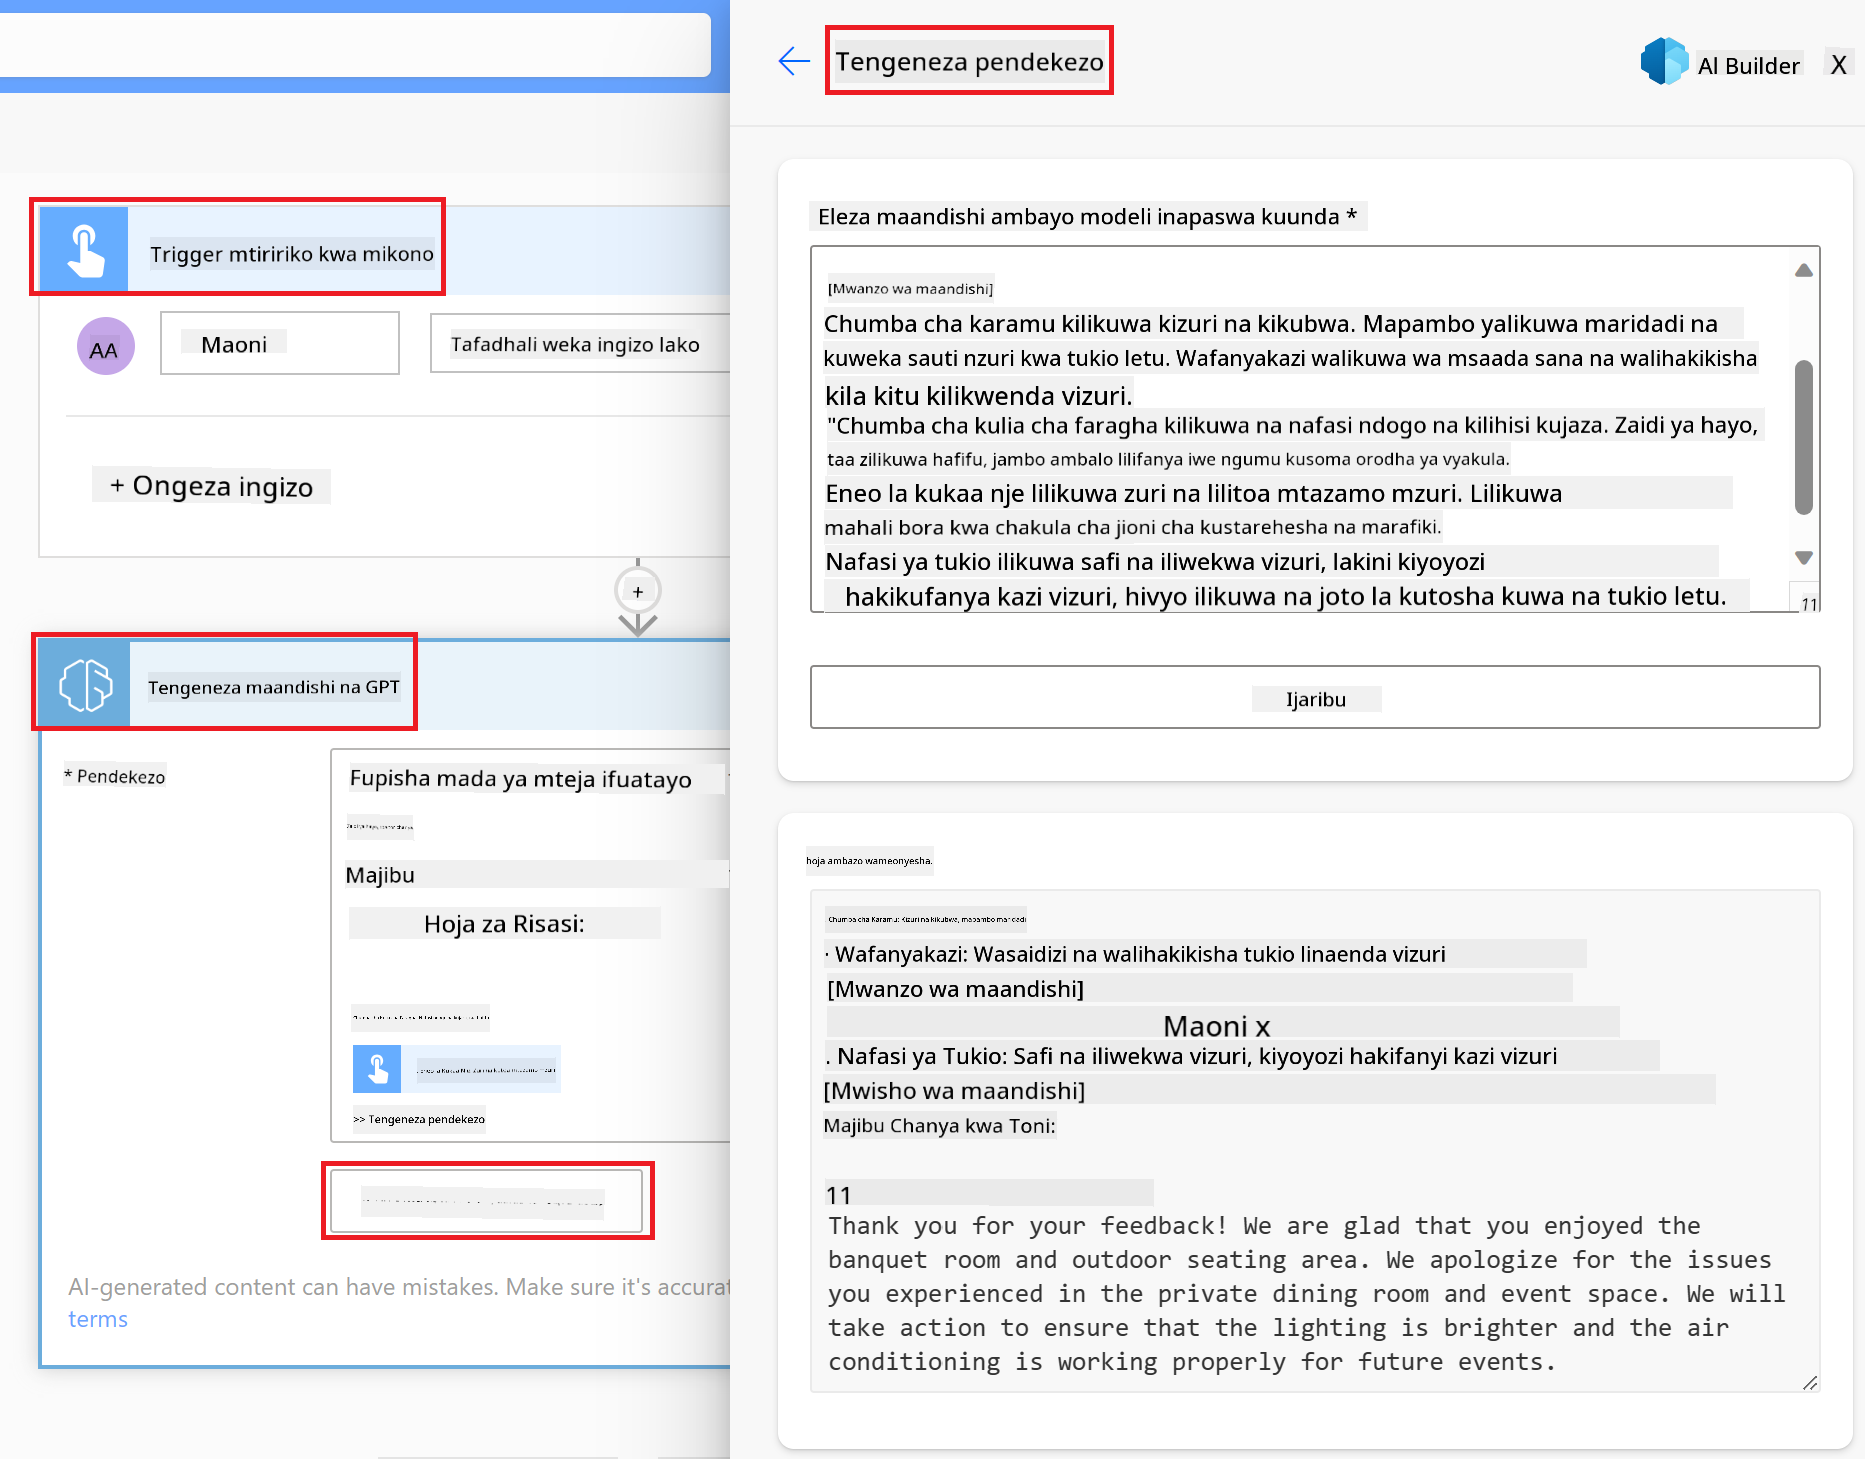 Trigger mtiririko kwa mikono
AA
Maoni
Tafadhali weka ingizo lako
+ Ongeza ingizo
+
Tengeneza maandishi na GPT
* Pendekezo
Fupisha mada ya mteja ifuatayo
Majibu
Hoja za Risasi:
>> Tengeneza pendekezo
AI-generated content can have mistakes. Make sure it's accurat
terms
Tengeneza pendekezo
Al Builder
X
Eleza maandishi ambayo modeli inapaswa kuunda *
[Mwanzo wa maandishi]
Chumba cha karamu kilikuwa kizuri na kikubwa. Mapambo yalikuwa maridadi na
kuweka sauti nzuri kwa tukio letu. Wafanyakazi walikuwa wa msaada sana na walihakikisha
kila kitu kilikwenda vizuri.
"Chumba cha kulia cha faragha kilikuwa na nafasi ndogo na kilihisi kujaza. Zaidi ya hayo,
taa zilikuwa hafifu, jambo ambalo lilifanya iwe ngumu kusoma orodha ya vyakula.
Eneo la kukaa nje lilikuwa zuri na lilitoa mtazamo mzuri. Lilikuwa
mahali bora kwa chakula cha jioni cha kustarehesha na marafiki.
Nafasi ya tukio ilikuwa safi na iliwekwa vizuri, lakini kiyoyozi
hakikufanya kazi vizuri, hivyo ilikuwa na joto la kutosha kuwa na tukio letu.
11
Ijaribu
hoja ambazo wameonyesha.
Chumba cha Karamu: Kizuri na kikubwa, mapambo maridadi
· Wafanyakazi: Wasaidizi na walihakikisha tukio linaenda vizuri
[Mwanzo wa maandishi]
Maoni x
. Nafasi ya Tukio: Safi na iliwekwa vizuri, kiyoyozi hakifanyi kazi vizuri
[Mwisho wa maandishi]
Majibu Chanya kwa Toni:
11
Thank you for your feedback! We are glad that you enjoyed the
banquet room and outdoor seating area. We apologize for the issues
you experienced in the private dining room and event space. We will
take action to ensure that the lighting is brighter and the air
conditioning is working properly for future events.